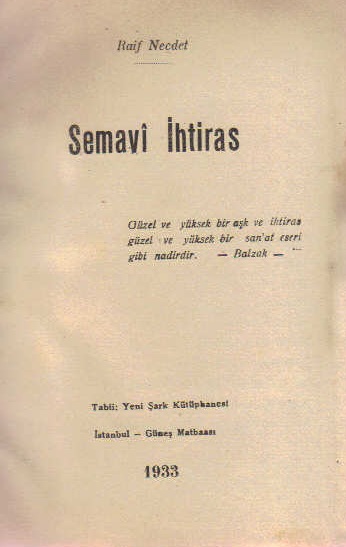 Raif Necdet
Semavî İhtiras
Güzel ve yüksek bir aşk ve ihtiras
güzel ve yüksek bir san'at eseri
gibi nadirdir. — Balzak —
Tabii: Yeni Şark Kütüphanesi
İstanbul — Güneş Matbaası
1933